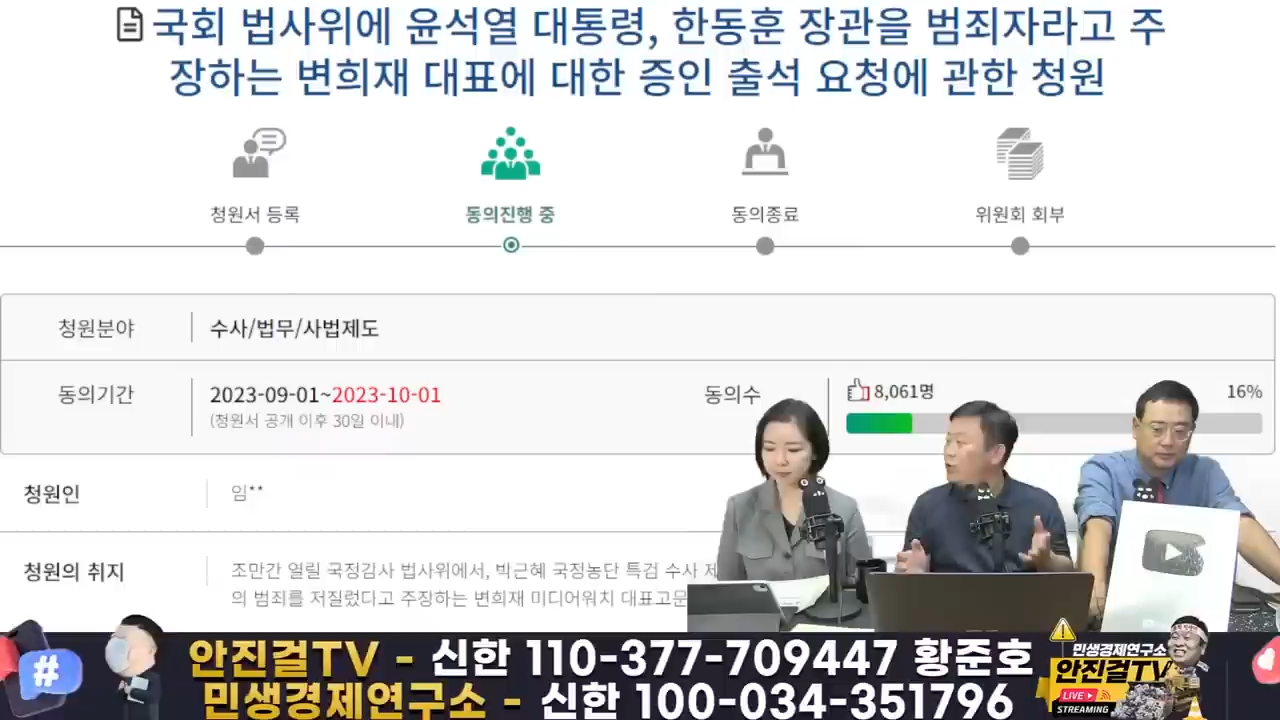 국회 법사위에 윤석열 대통령, 한동훈 장관을 범죄자라고 주
장하는 변희재 대표에 대한 증인 출석 요청에 관한 청원
청원서 등록
동의진행 중
동의종료
위원회 회부
청원분야
수사/법무/사법제도
동의기간
2023-09-01~2023-10-01
(청원서 공개 이후 30일 이내)
동의수
8,061명
16%
청원인
임**
청원의 취지
조만간 열릴 국정감사 법사위에서, 박근혜 국정농단 특검 수사 제
의 범죄를 저질렀다고 주장하는 변희재 미디어워치 대표고문
#
안진걸TV - 신한 110-377-709447 황준호
민생경제연구소 - 신한 100-034-351796
민생경제연구소
안진걸TV
LIVE
STREAMING